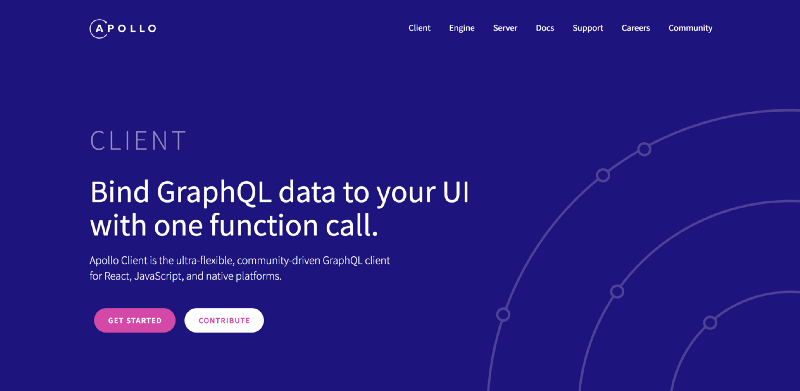 APOLLO
Client Engine Server Docs Support Careers Community
CLIENT
Bind GraphQL data to your UI
with one function call.
Apollo Client is the ultra-flexible, community-driven GraphQL client
for React, JavaScript, and native platforms.
GET STARTED CONTRIBUTE